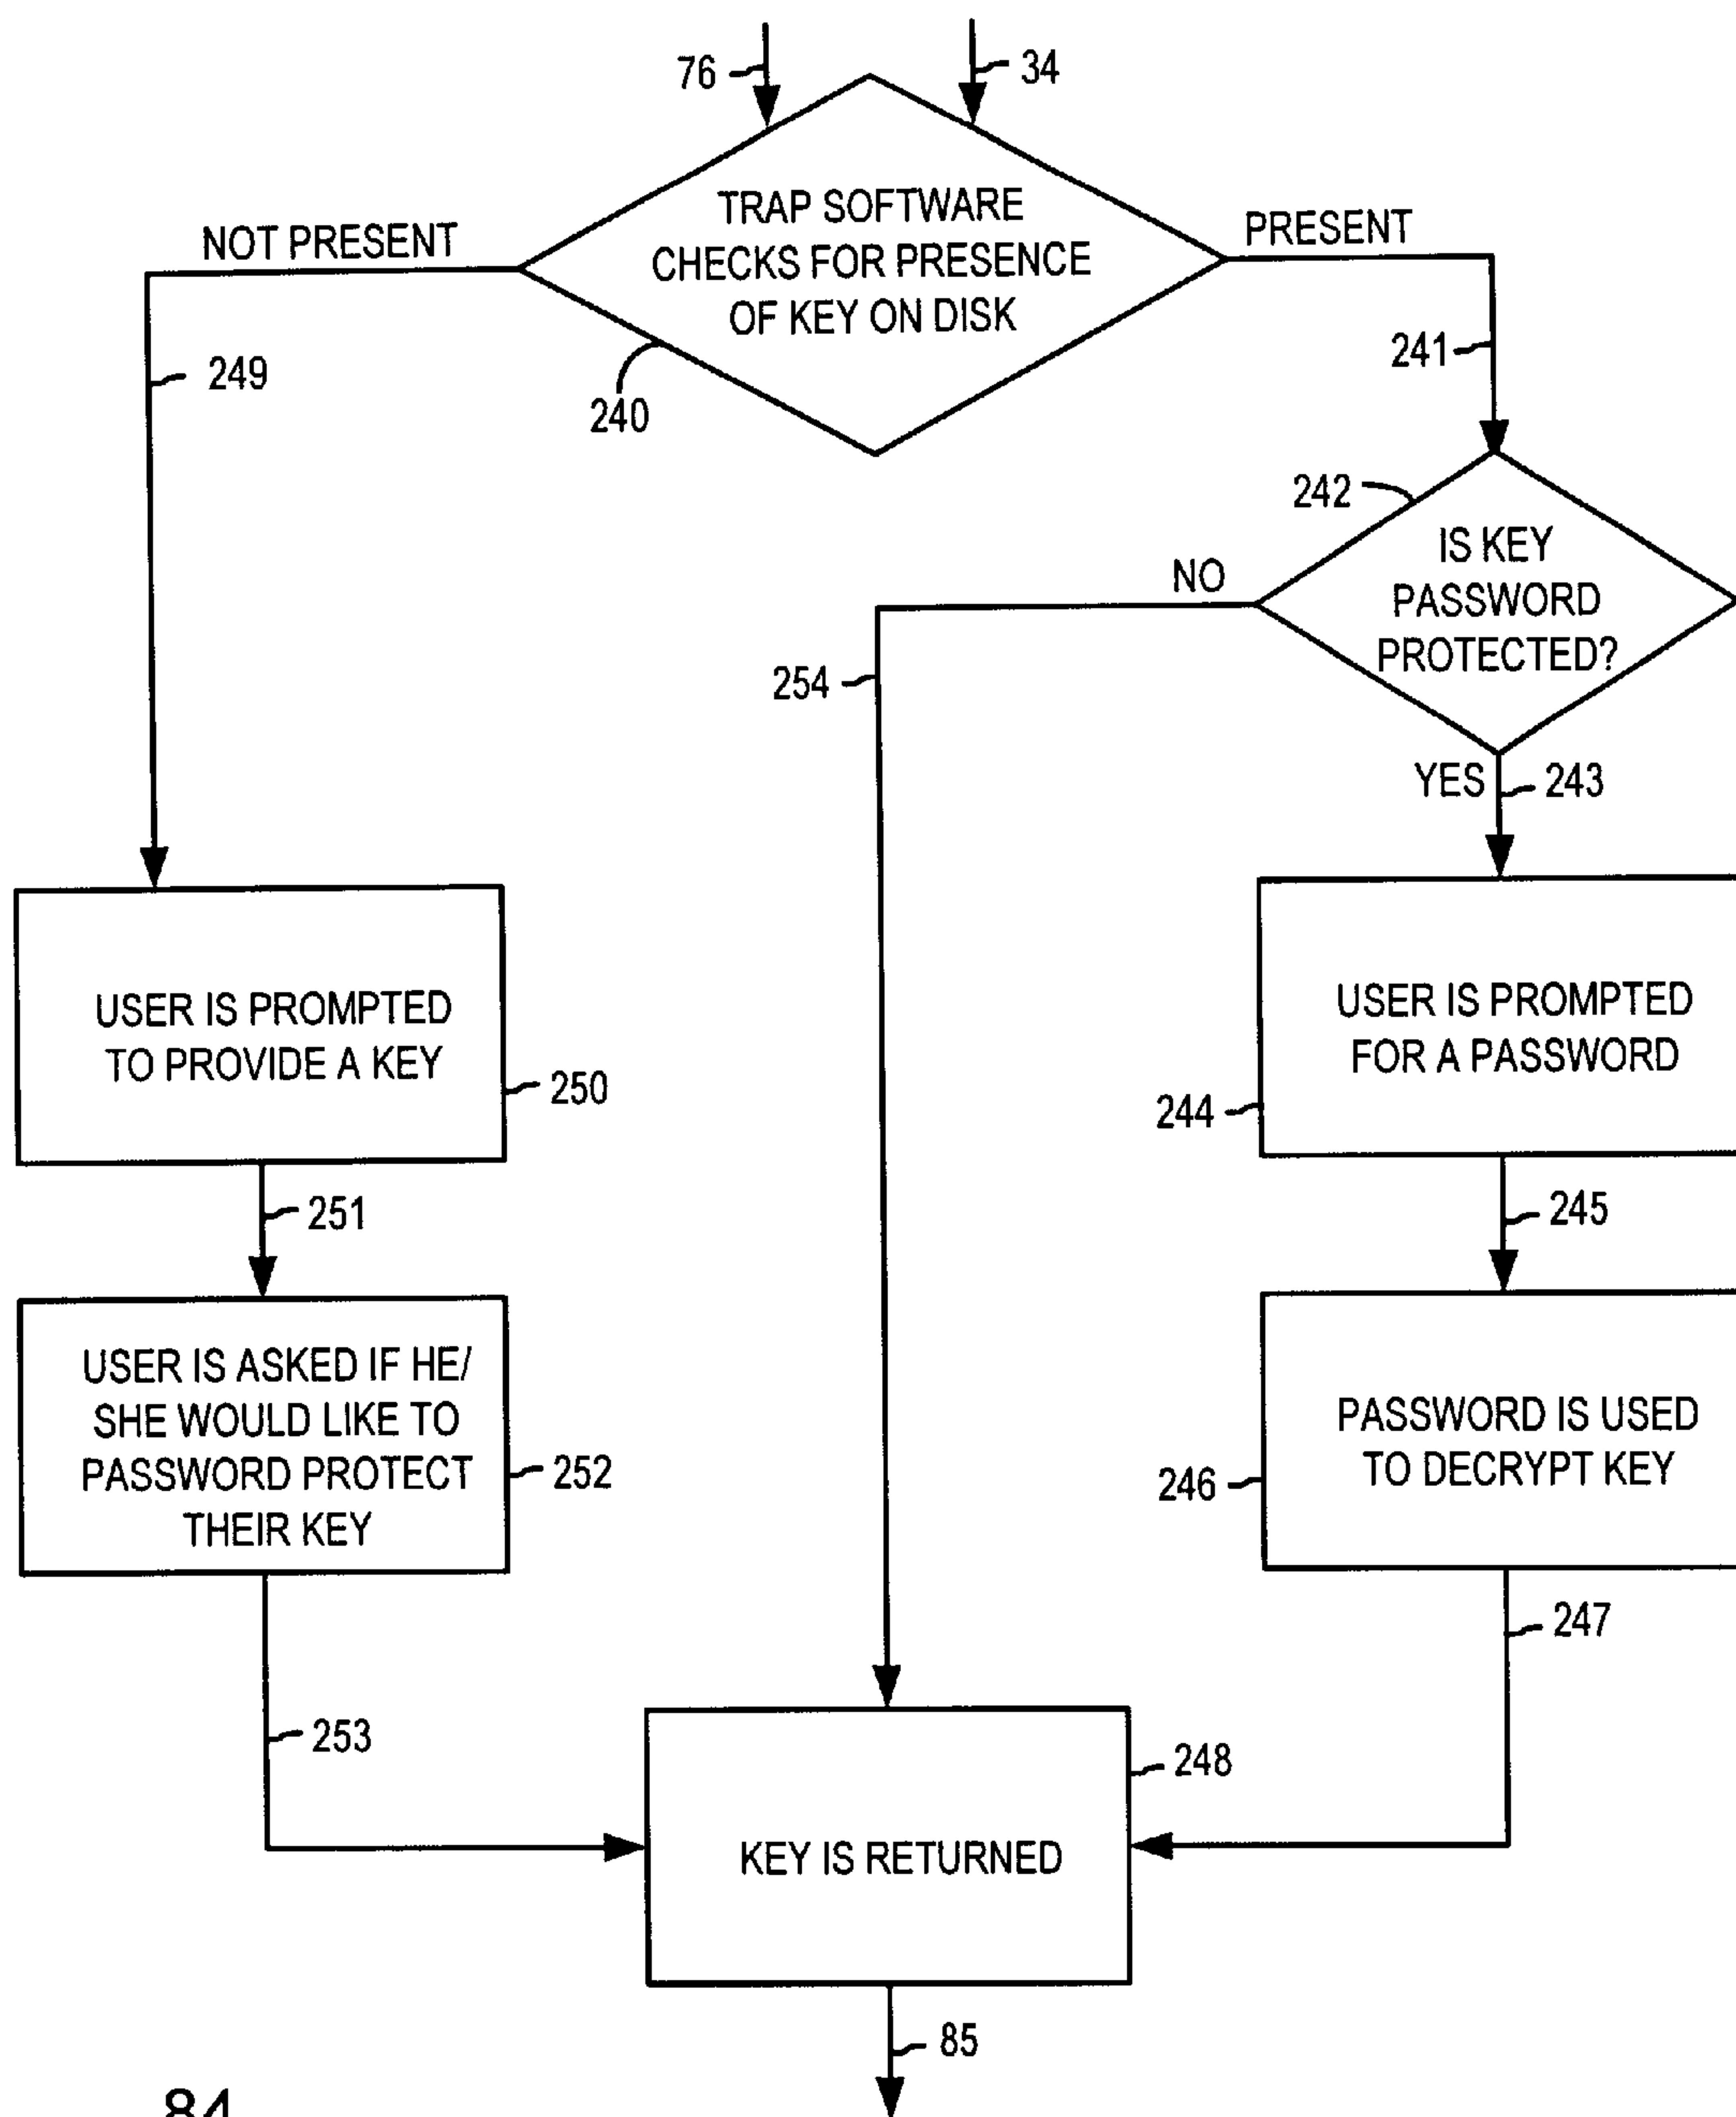 76
34
TRAP SOFTWARE
CHECKS FOR PRESENCE
OF KEY ON DISK
NOT PRESENT
PRESENT
249
240
241
242
IS KEY
PASSWORD
PROTECTED?
NO
254
YES
243
USER IS PROMPTED
TO PROVIDE A KEY
250
USER IS PROMPTED
FOR A PASSWORD
244
251
245
USER IS ASKED IF HE/
SHE WOULD LIKE TO
PASSWORD PROTECT
THEIR KEY
252
PASSWORD IS USED
TO DECRYPT KEY
246
247
253
248
KEY IS RETURNED
85
84